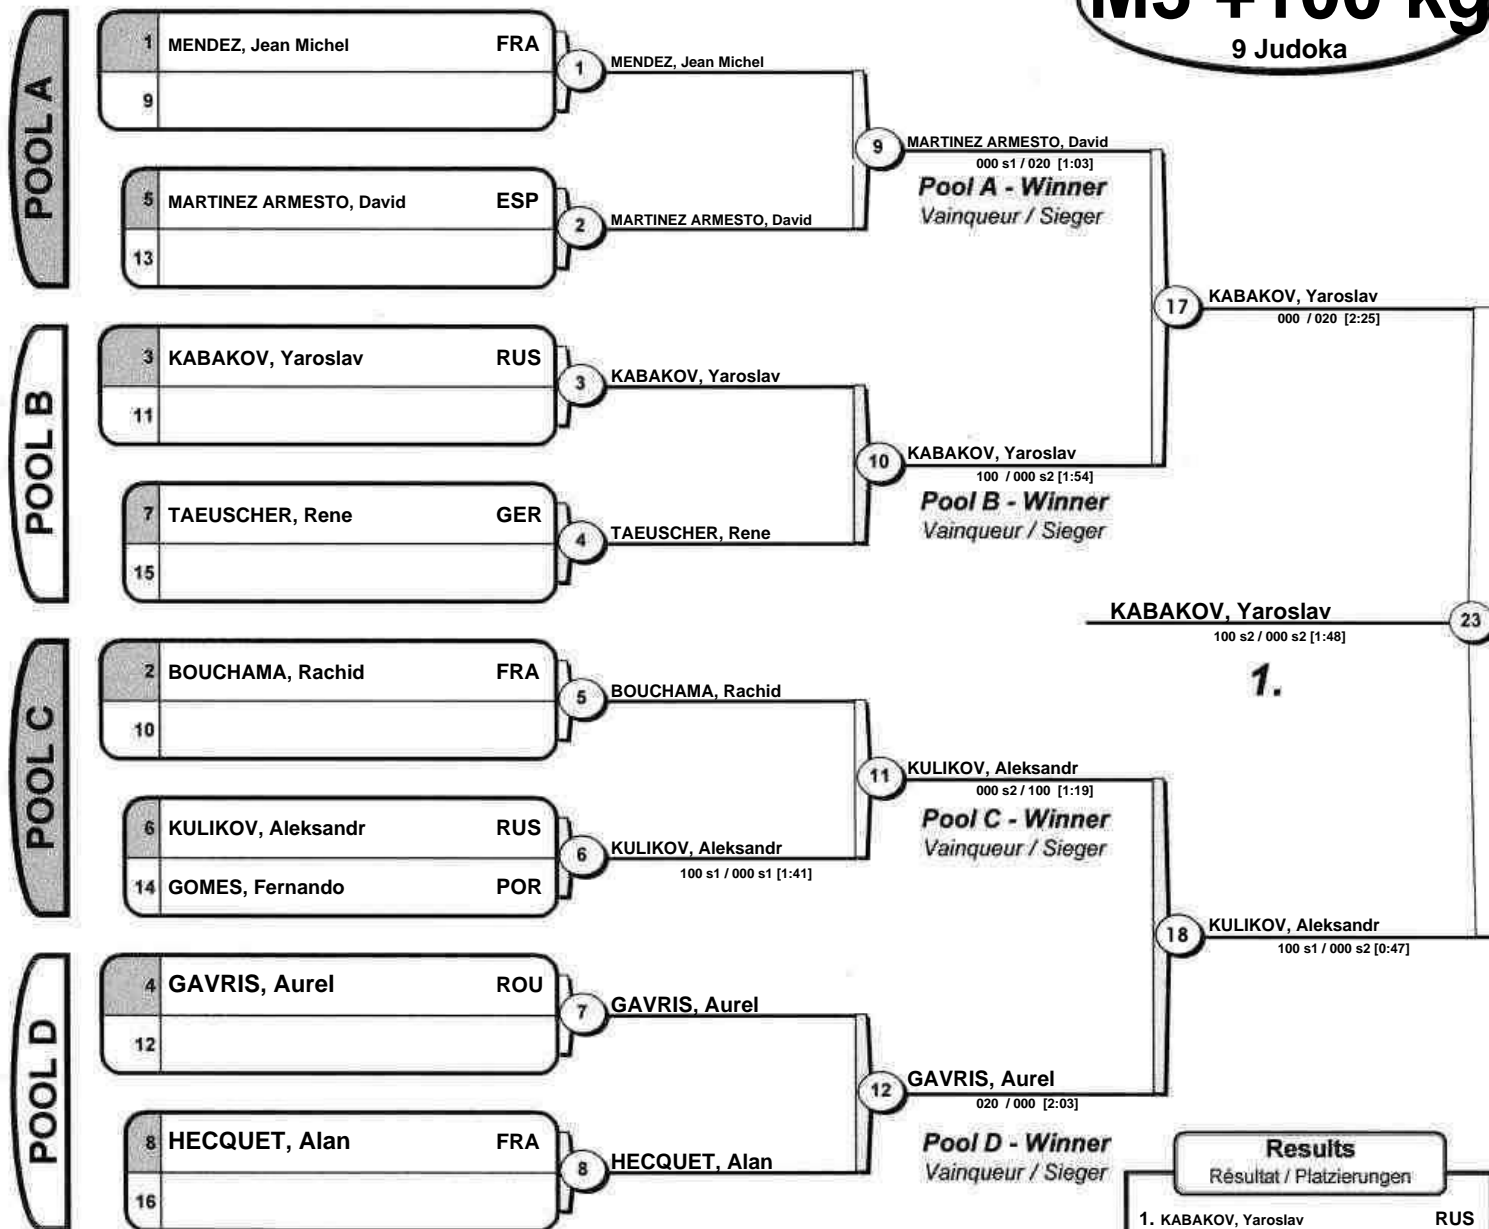 M5 +100 kg
9 Judoka
POOL A
1 MENDEZ, Jean Michel FRA
9
5 MARTINEZ ARMESTO, David ESP
13
1 MENDEZ, Jean Michel
2 MARTINEZ ARMESTO, David
9 MARTINEZ ARMESTO, David
000 s1 / 020 [1:03]
Pool A - Winner
Vainqueur / Sieger
POOL B
3 KABAKOV, Yaroslav RUS
11
7 TAEUSCHER, Rene GER
15
3 KABAKOV, Yaroslav
4 TAEUSCHER, Rene
10 KABAKOV, Yaroslav
100 / 000 s2 [1:54]
Pool B - Winner
Vainqueur / Sieger
17 KABAKOV, Yaroslav
000 / 020 [2:25]
KABAKOV, Yaroslav 23
100 s2 / 000 s2 [1:48]
1.
POOL C
2 BOUCHAMA, Rachid FRA
10
6 KULIKOV, Aleksandr RUS
14 GOMES, Fernando POR
5 BOUCHAMA, Rachid
6 KULIKOV, Aleksandr
100 s1 / 000 s1 [1:41]
11 KULIKOV, Aleksandr
000 s2 / 100 [1:19]
Pool C - Winner
Vainqueur / Sieger
18 KULIKOV, Aleksandr
100 s1 / 000 s2 [0:47]
POOL D
4 GAVRIS, Aurel ROU
12
8 HECQUET, Alan FRA
16
7 GAVRIS, Aurel
8 HECQUET, Alan
12 GAVRIS, Aurel
020 / 000 [2:03]
Pool D - Winner
Vainqueur / Sieger
Results
Résultat / Platzierungen
1. KABAKOV, Yaroslav RUS